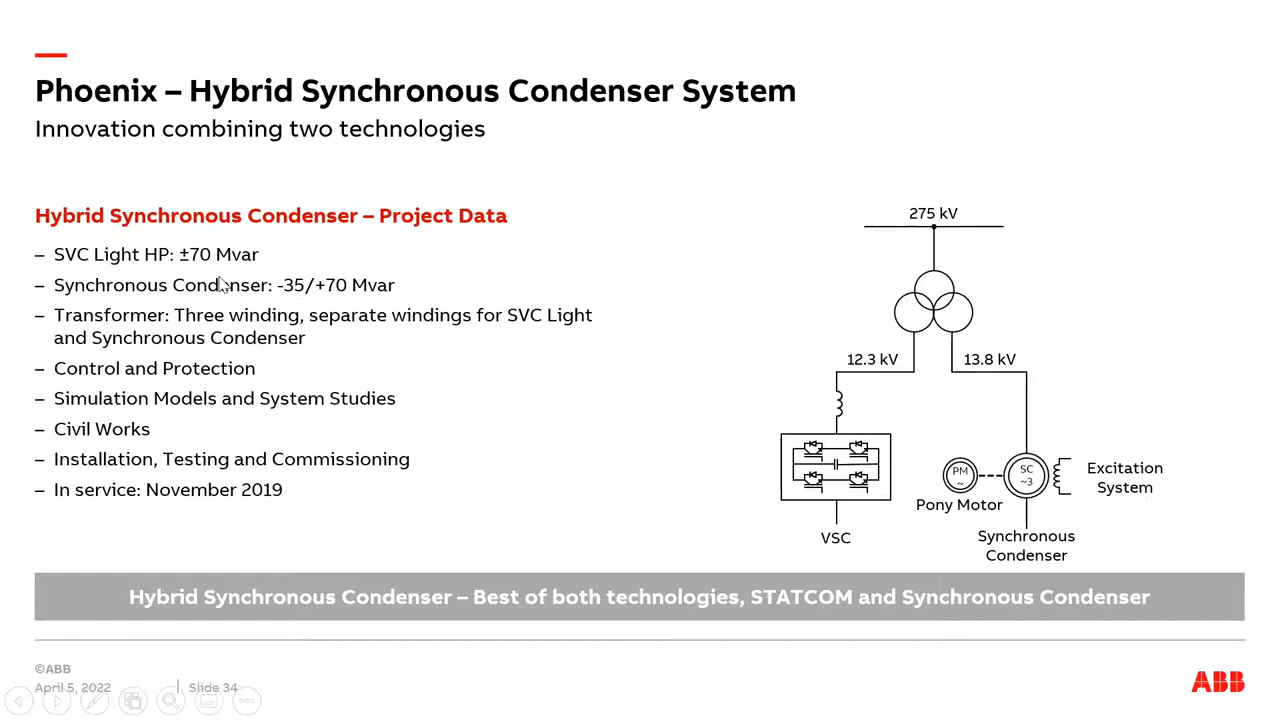 Phoenix – Hybrid Synchronous Condenser System
Innovation combining two technologies
Hybrid Synchronous Condenser – Project Data
– SVC Light HP: ±70 Mvar
– Synchronous Condenser: -35/+70 Mvar
– Transformer: Three winding, separate windings for SVC Light
and Synchronous Condenser
– Control and Protection
– Simulation Models and System Studies
– Civil Works
– Installation, Testing and Commissioning
– In service: November 2019
275 kV
12.3 kV
13.8 kV
PM
~
SC
~3
Excitation
System
Pony Motor
VSC
Synchronous
Condenser
Hybrid Synchronous Condenser – Best of both technologies, STATCOM and Synchronous Condenser
©ABB
April 5, 2022
Slide 34
ABB